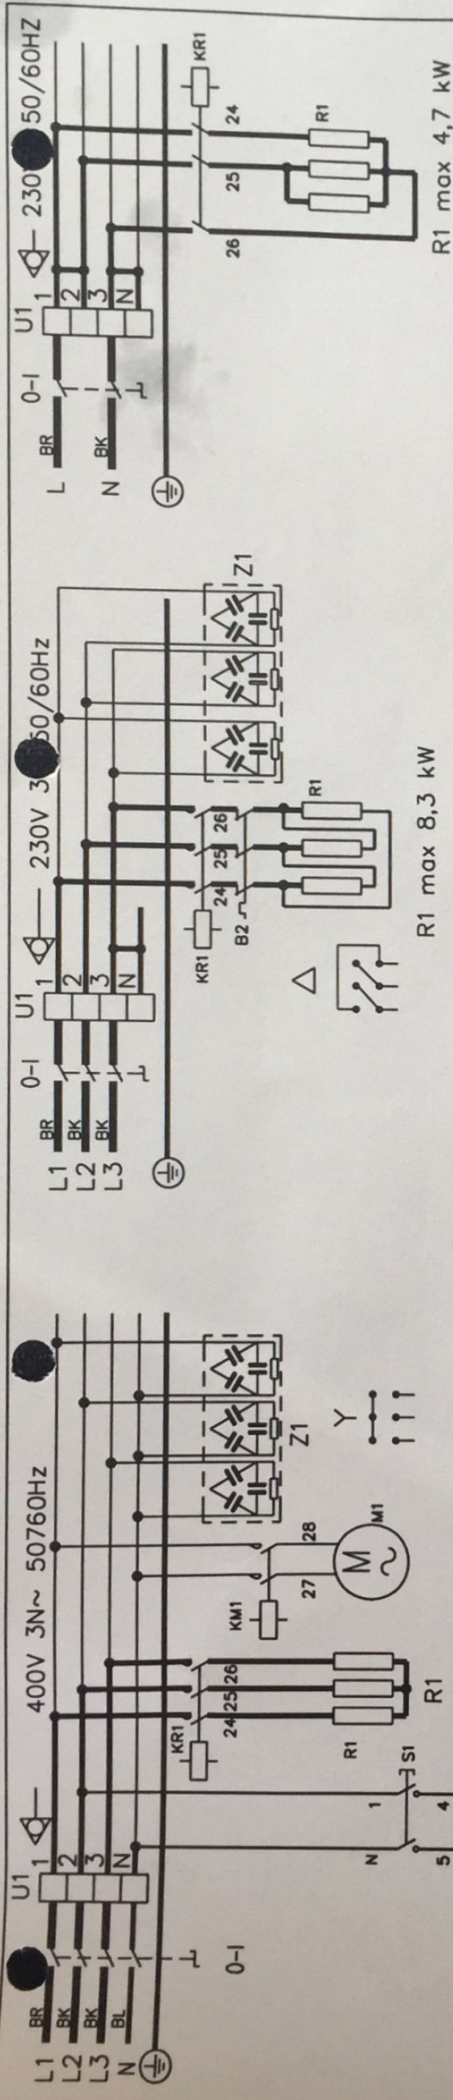 U1 400V 3N~ 50760Hz
L1 BR 1
L2 BK 2
L3 BK 3
N BL N
0-I
KR1
24 25 26
KM1
27 28
Z1
Y
M
M1
R1
N 1
S1
5 4
R1
U1 230V 3 50/60Hz
0-I
L1 BR 1
L2 BK 2
L3 BK 3
N
KR1
24 25 26
B2
Z1
R1
R1 max 8,3 kW
U1 230 50/60HZ
0-I
L BR 1
2
N BK 3
N
KR1
24
25
26
R1
R1 max 4,7 kW